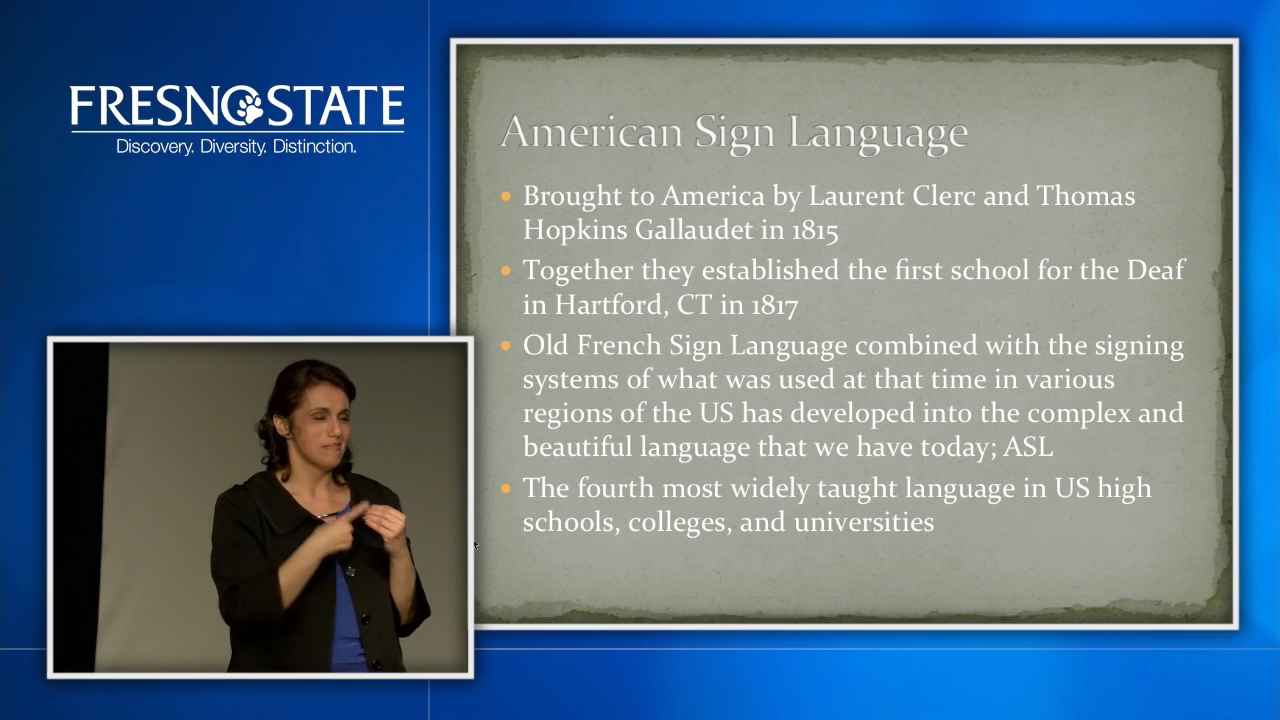 FRESNO STATE
Discovery. Diversity. Distinction.
American Sign Language
• Brought to America by Laurent Clerc and Thomas
Hopkins Gallaudet in 1815
• Together they established the first school for the Deaf
in Hartford, CT in 1817
• Old French Sign Language combined with the signing
systems of what was used at that time in various
regions of the US has developed into the complex and
beautiful language that we have today; ASL
• The fourth most widely taught language in US high
schools, colleges, and universities